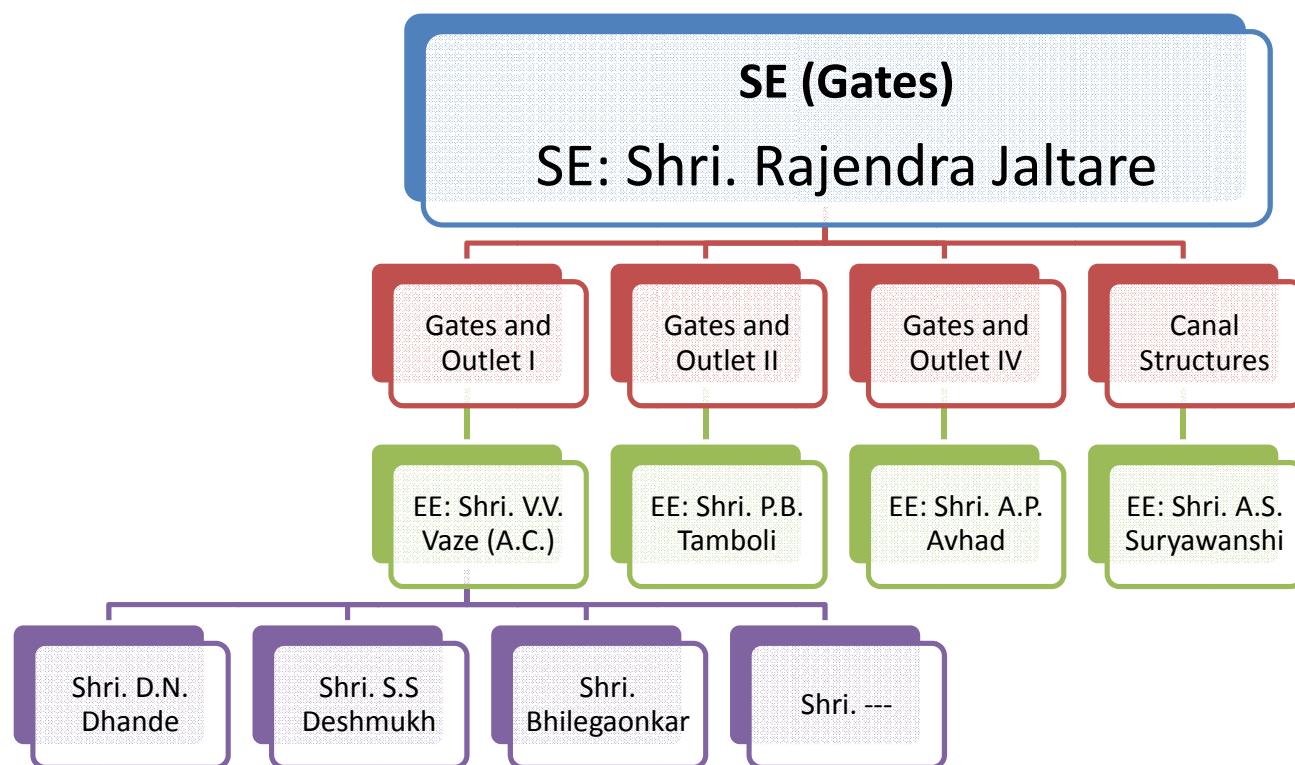 SE (Gates)
SE: Shri. Rajendra Jaltare
Gates and
Outlet I
Gates and
Outlet II
Gates and
Outlet IV
Canal
Structures
EE: Shri. V.V.
Vaze (A.C.)
EE: Shri. P.B.
Tamboli
EE: Shri. A.P.
Avhad
EE: Shri. A.S.
Suryawanshi
Shri. D.N.
Dhande
Shri. S.S
Deshmukh
Shri.
Bhilegaonkar
Shri. ---